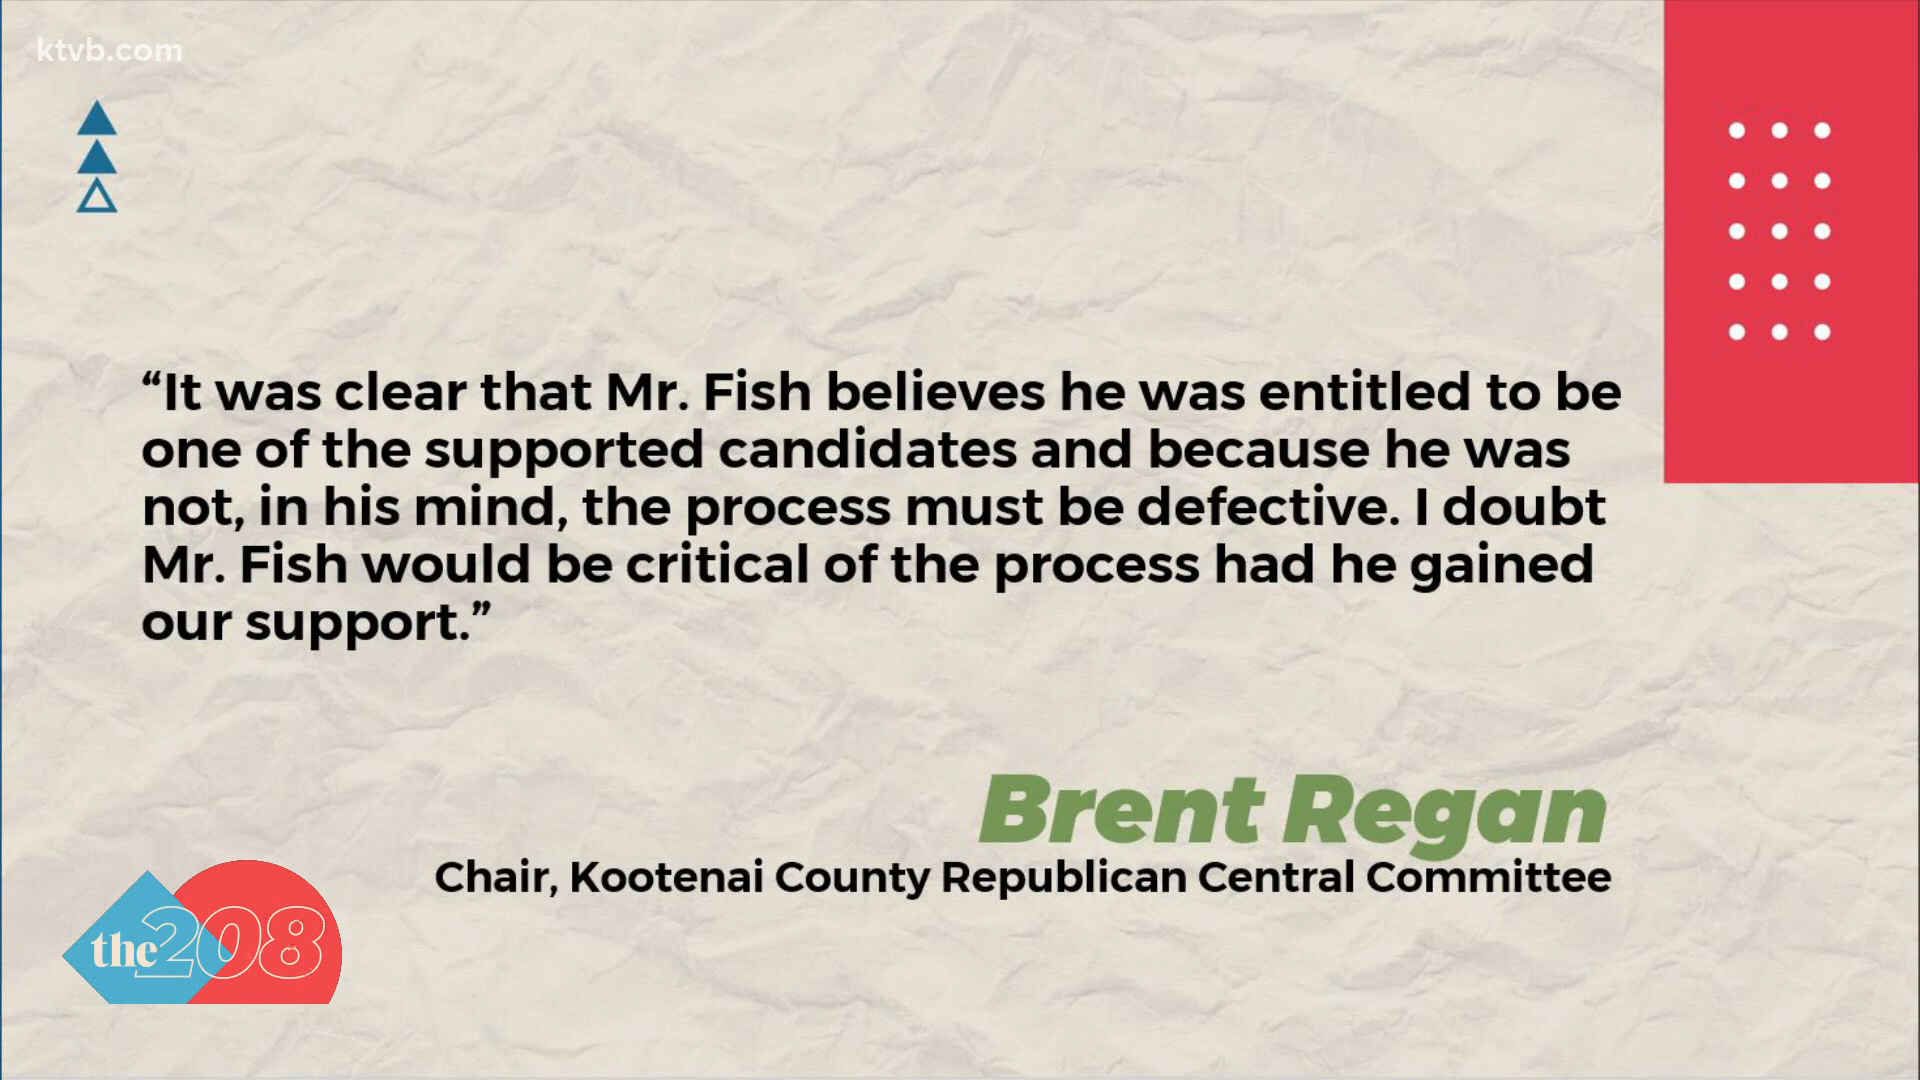 ktvb.com
“It was clear that Mr. Fish believes he was entitled to be
one of the supported candidates and because he was
not, in his mind, the process must be defective. I doubt
Mr. Fish would be critical of the process had he gained
our support.”
Brent Regan
Chair, Kootenai County Republican Central Committee
the 208